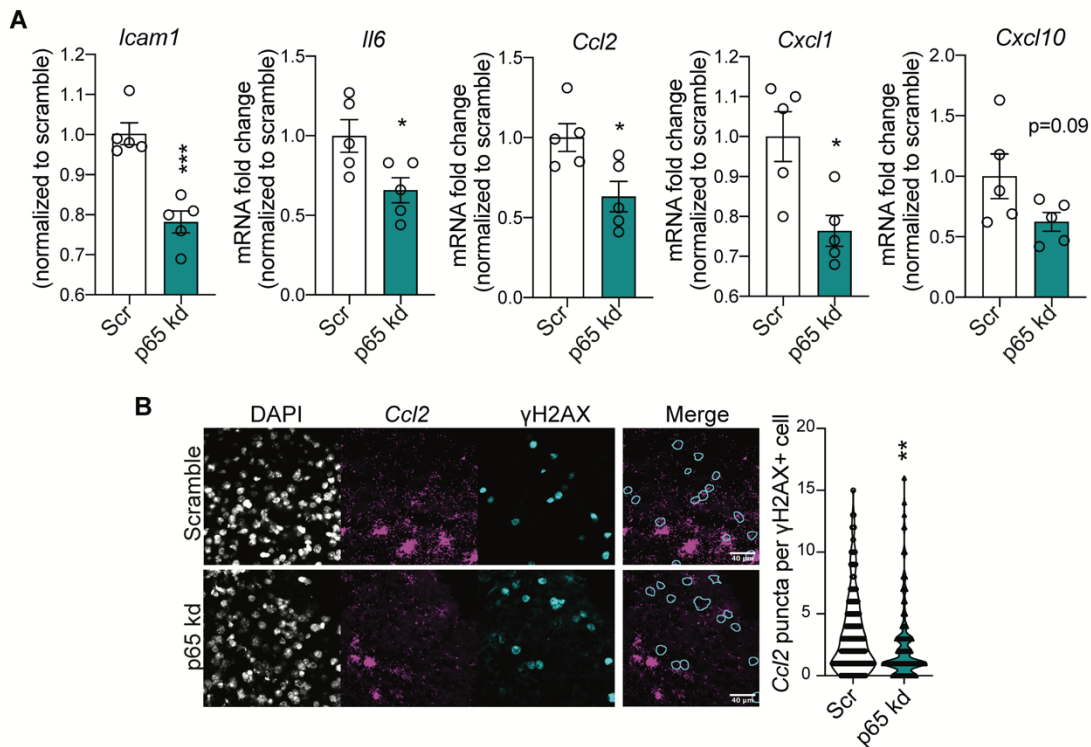 A
Icam1
mRNA fold change
(normalized to scramble)
1.1
1.0
0.9
0.8
0.7
0.6
***
Scr
p65 kd
Il6
mRNA fold change
(normalized to scramble)
1.5
1.0
0.5
0.0
*
Scr
p65 kd
Ccl2
mRNA fold change
(normalized to scramble)
1.5
1.0
0.5
0.0
*
Scr
p65 kd
Cxcl1
mRNA fold change
(normalized to scramble)
1.2
1.1
1.0
0.9
0.8
0.7
0.6
*
Scr
p65 kd
Cxcl10
mRNA fold change
(normalized to scramble)
2.0
1.5
1.0
0.5
0.0
p=0.09
Scr
p65 kd
B
DAPI
Ccl2
γH2AX
Merge
Scramble
40 µm
p65 kd
40 µm
Ccl2 puncta per γH2AX+ cell
20
15
10
5
0
**
Scr
p65 kd